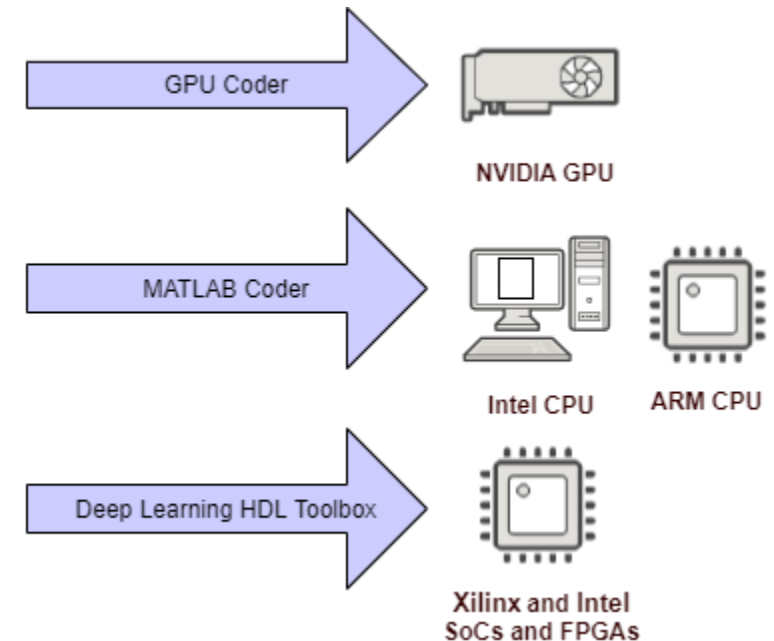 GPU Coder
NVIDIA GPU
MATLAB Coder
Intel CPU
ARM CPU
Deep Learning HDL Toolbox
Xilinx and Intel
SoCs and FPGAs